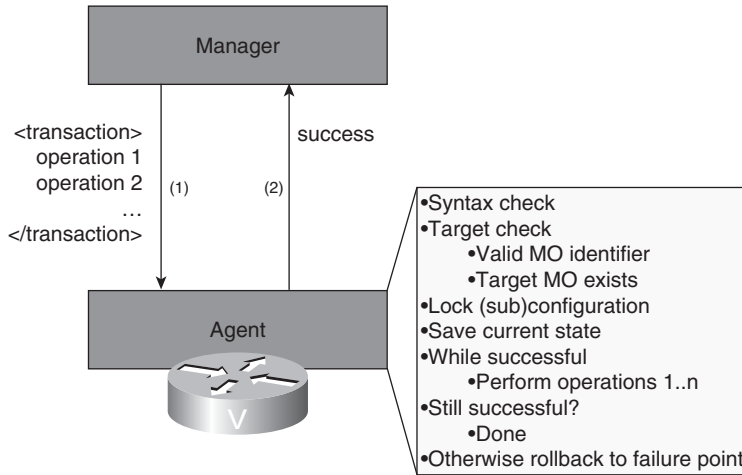 Manager
<transaction>
operation 1
operation 2
…
</transaction>
(1)
(2)
success
Agent
V
•Syntax check
•Target check
•Valid MO identifier
•Target MO exists
•Lock (sub)configuration
•Save current state
•While successful
•Perform operations 1..n
•Still successful?
•Done
•Otherwise rollback to failure point